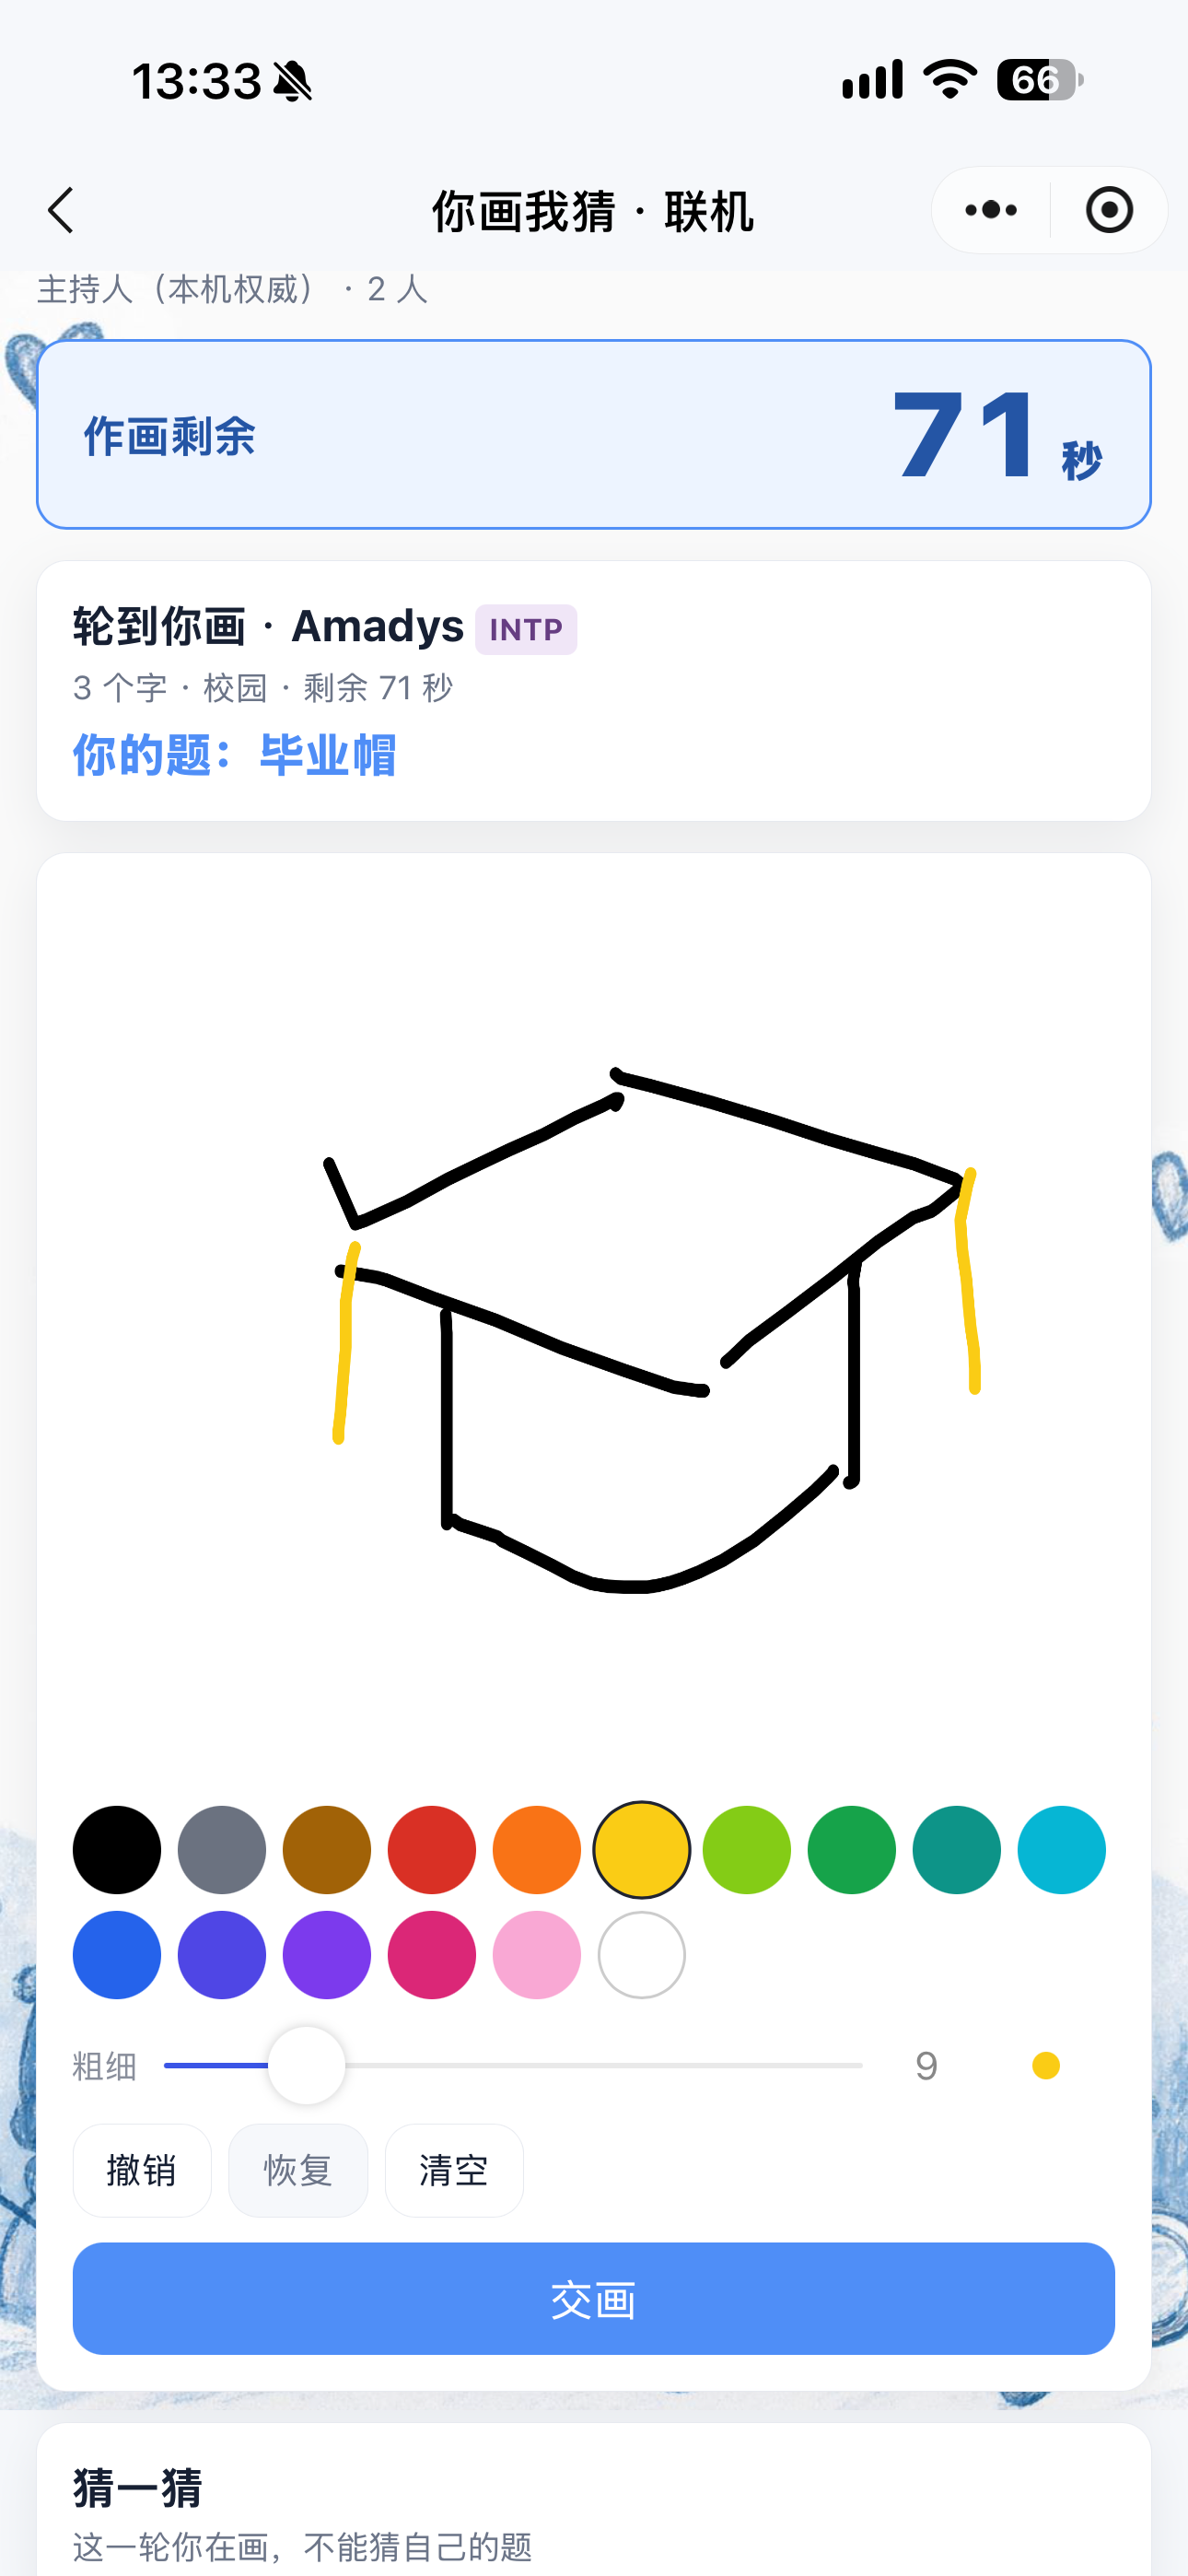 13:33
66
你画我猜 · 联机
主持人（本机权威） · 2 人
作画剩余
71 秒
轮到你画 · Amadys INTP
3 个字 · 校园 · 剩余 71 秒
你的题：毕业帽
粗细
9
撤销
恢复
清空
交画
猜一猜
这一轮你在画，不能猜自己的题